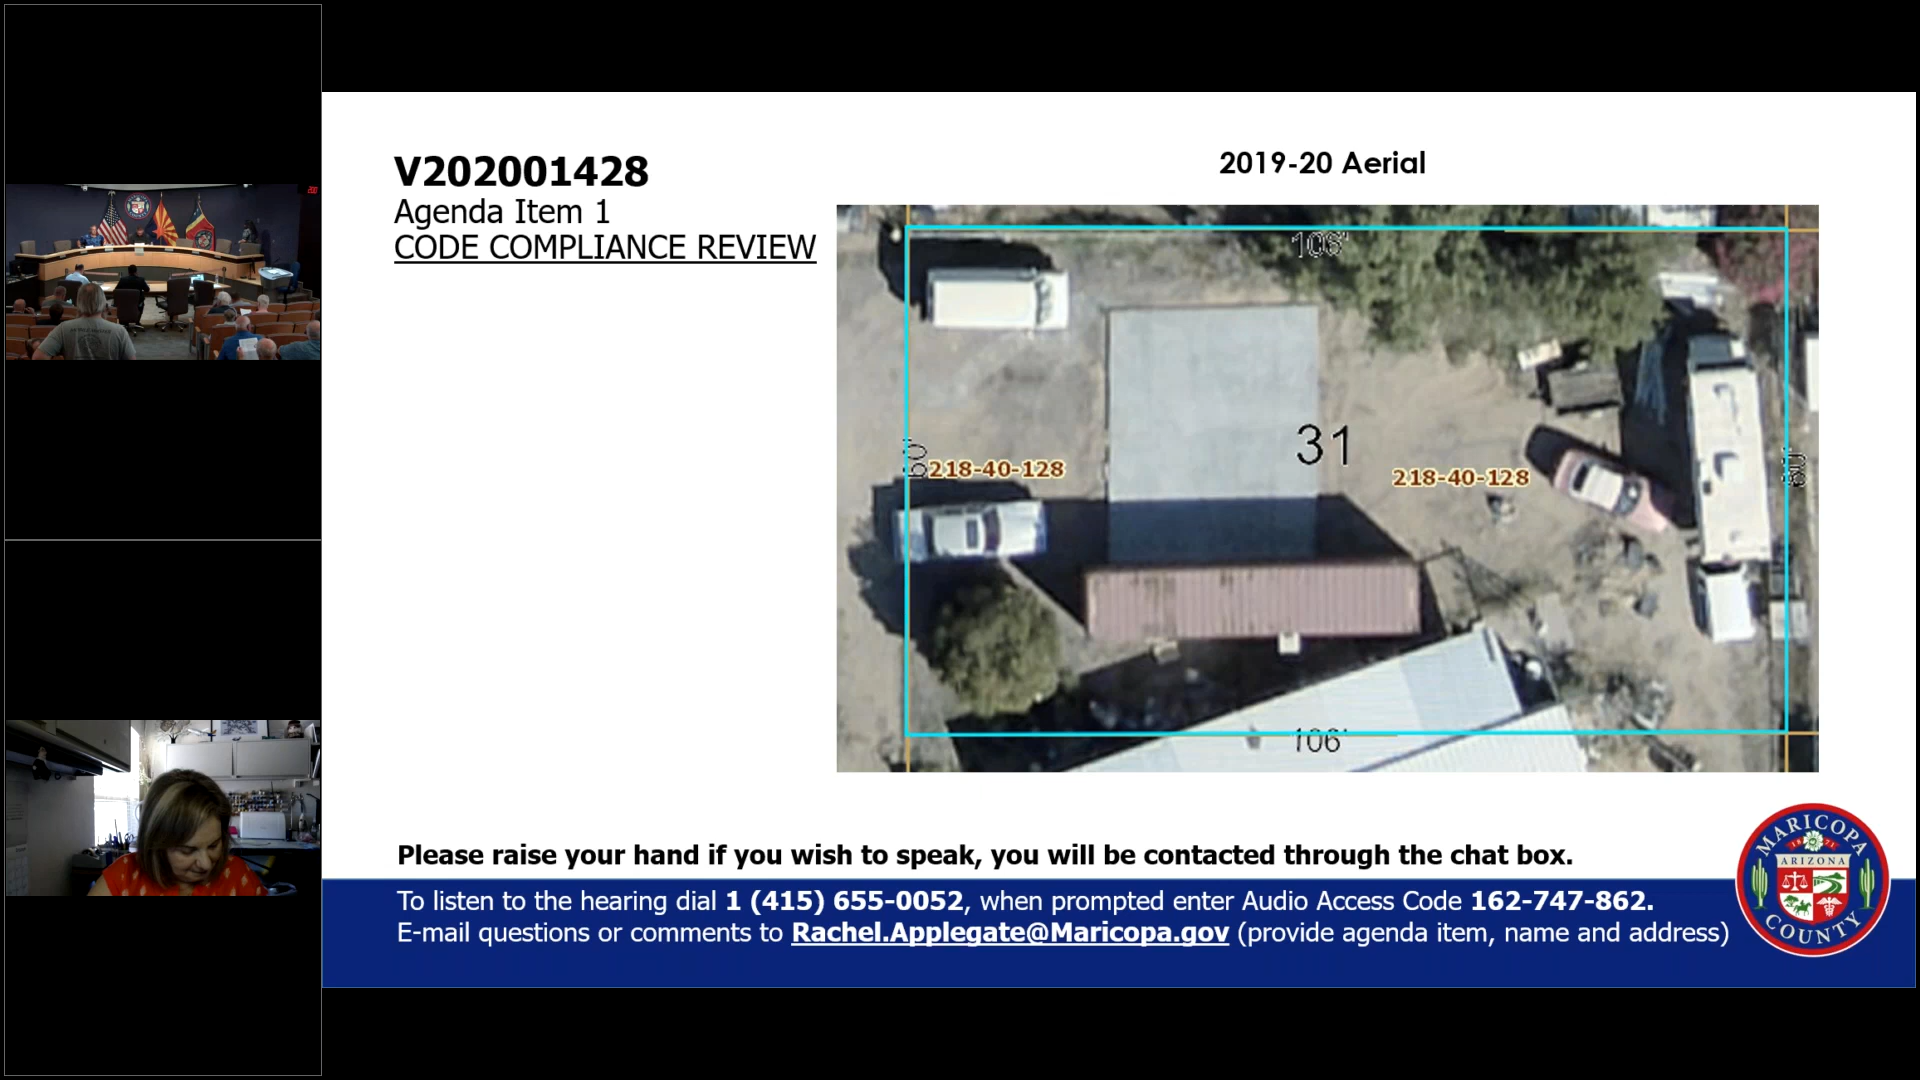 V202001428
Agenda Item 1
CODE COMPLIANCE REVIEW
2019-20 Aerial
106'
31
218-40-128
218-40-128
106'
Please raise your hand if you wish to speak, you will be contacted through the chat box.
To listen to the hearing dial 1 (415) 655-0052, when prompted enter Audio Access Code 162-747-862.
E-mail questions or comments to Rachel.Applegate@Maricopa.gov (provide agenda item, name and address)
MARICOPA
1871
ARIZONA
COUNTY